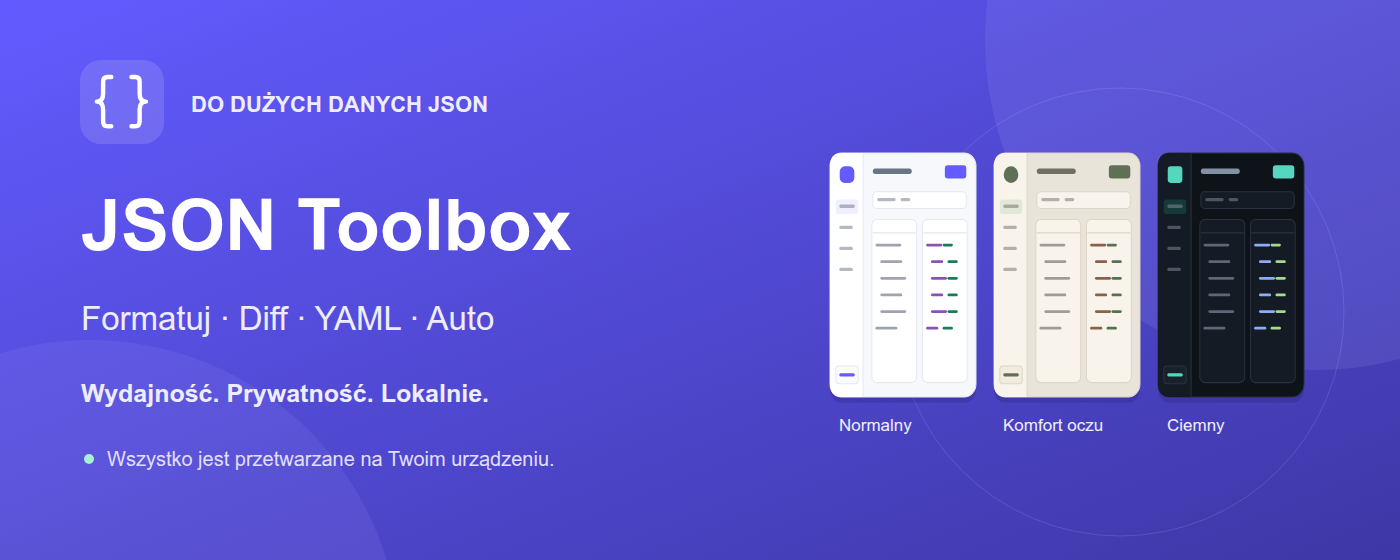 { }
DO DUŻYCH DANYCH JSON
JSON Toolbox
Formatuj · Diff · YAML · Auto
Wydajność. Prywatność. Lokalnie.
Wszystko jest przetwarzane na Twoim urządzeniu.
Normalny
Komfort oczu
Ciemny